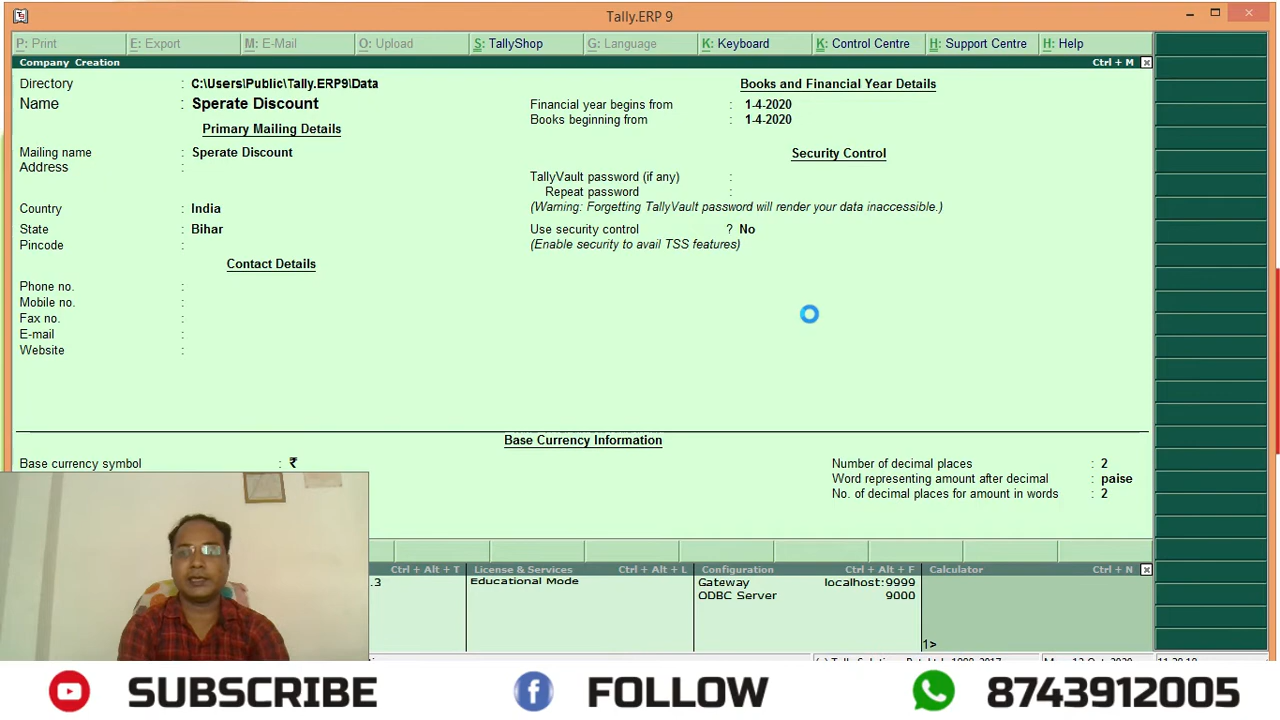 Tally.ERP 9
P: Print E: Export M: E-Mail O: Upload S: TallyShop G: Language K: Keyboard K: Control Centre H: Support Centre H: Help
Company Creation Ctrl + M
Directory : C:\Users\Public\Tally.ERP9\Data
Name : Sperate Discount
Primary Mailing Details
Mailing name : Sperate Discount
Address :
Country : India
State : Bihar
Pincode :
Contact Details
Phone no. :
Mobile no. :
Fax no. :
E-mail :
Website :
Books and Financial Year Details
Financial year begins from : 1-4-2020
Books beginning from : 1-4-2020
Security Control
TallyVault password (if any) :
Repeat password :
(Warning: Forgetting TallyVault password will render your data inaccessible.)
Use security control ? No
(Enable security to avail TSS features)
Base Currency Information
Base currency symbol : ₹
Number of decimal places : 2
Word representing amount after decimal : paise
No. of decimal places for amount in words : 2
Ctrl + Alt + T License & Services Ctrl + Alt + L Configuration Ctrl + Alt + F Calculator Ctrl + N
.3 Educational Mode Gateway localhost:9999
ODBC Server 9000
1>
SUBSCRIBE FOLLOW 8743912005